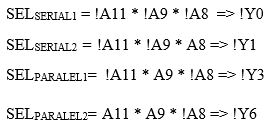 SELSERIAL1 = !A11 * !A9 * !A8 => !Y0
SELSERIAL2 = !A11 * !A9 * A8 => !Y1
SELPARALEL1= !A11 * A9 * !A8 => !Y3
SELPARALEL2= A11 * A9 * !A8 => !Y6